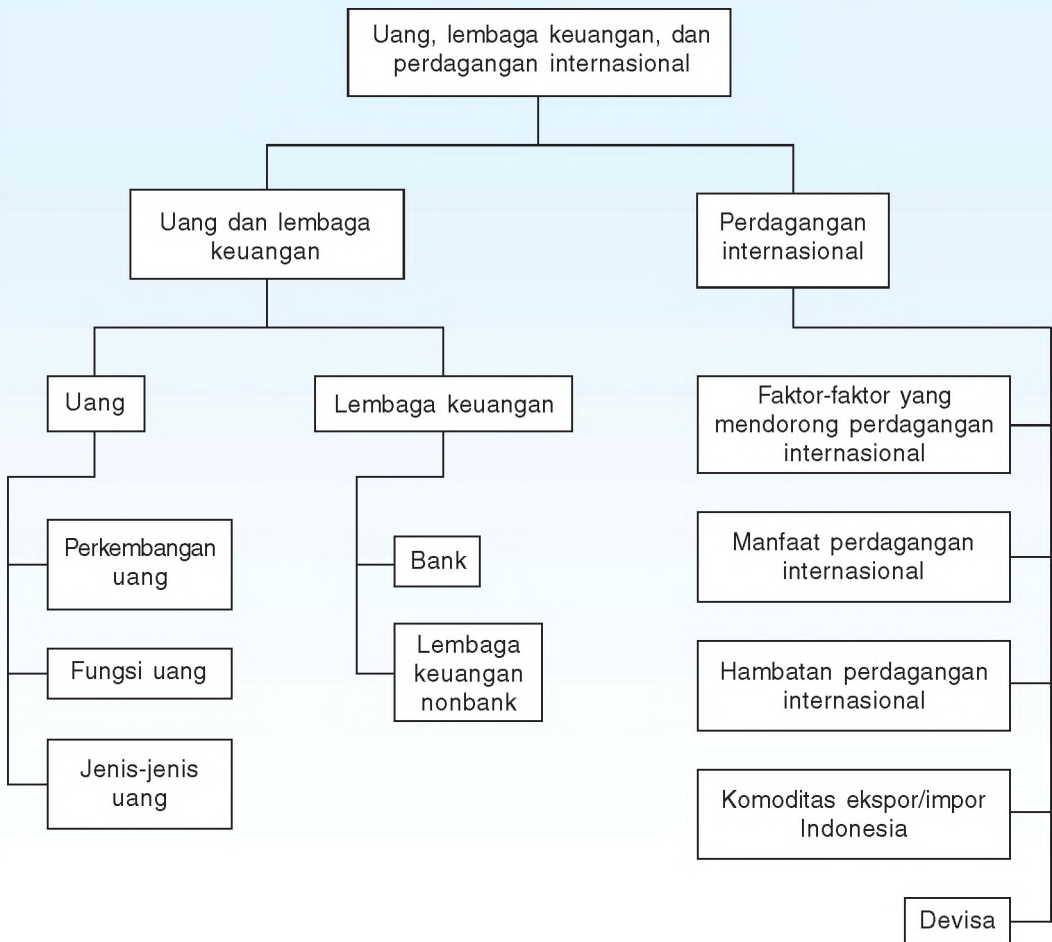 Uang, lembaga keuangan, dan
perdagangan internasional
Uang dan lembaga
keuangan
Perdagangan
internasional
Uang
Lembaga keuangan
Perkembangan
uang
Fungsi uang
Jenis-jenis
uang
Bank
Lembaga
keuangan
nonbank
Faktor-faktor yang
mendorong perdagangan
internasional
Manfaat perdagangan
internasional
Hambatan perdagangan
internasional
Komoditas ekspor/impor
Indonesia
Devisa